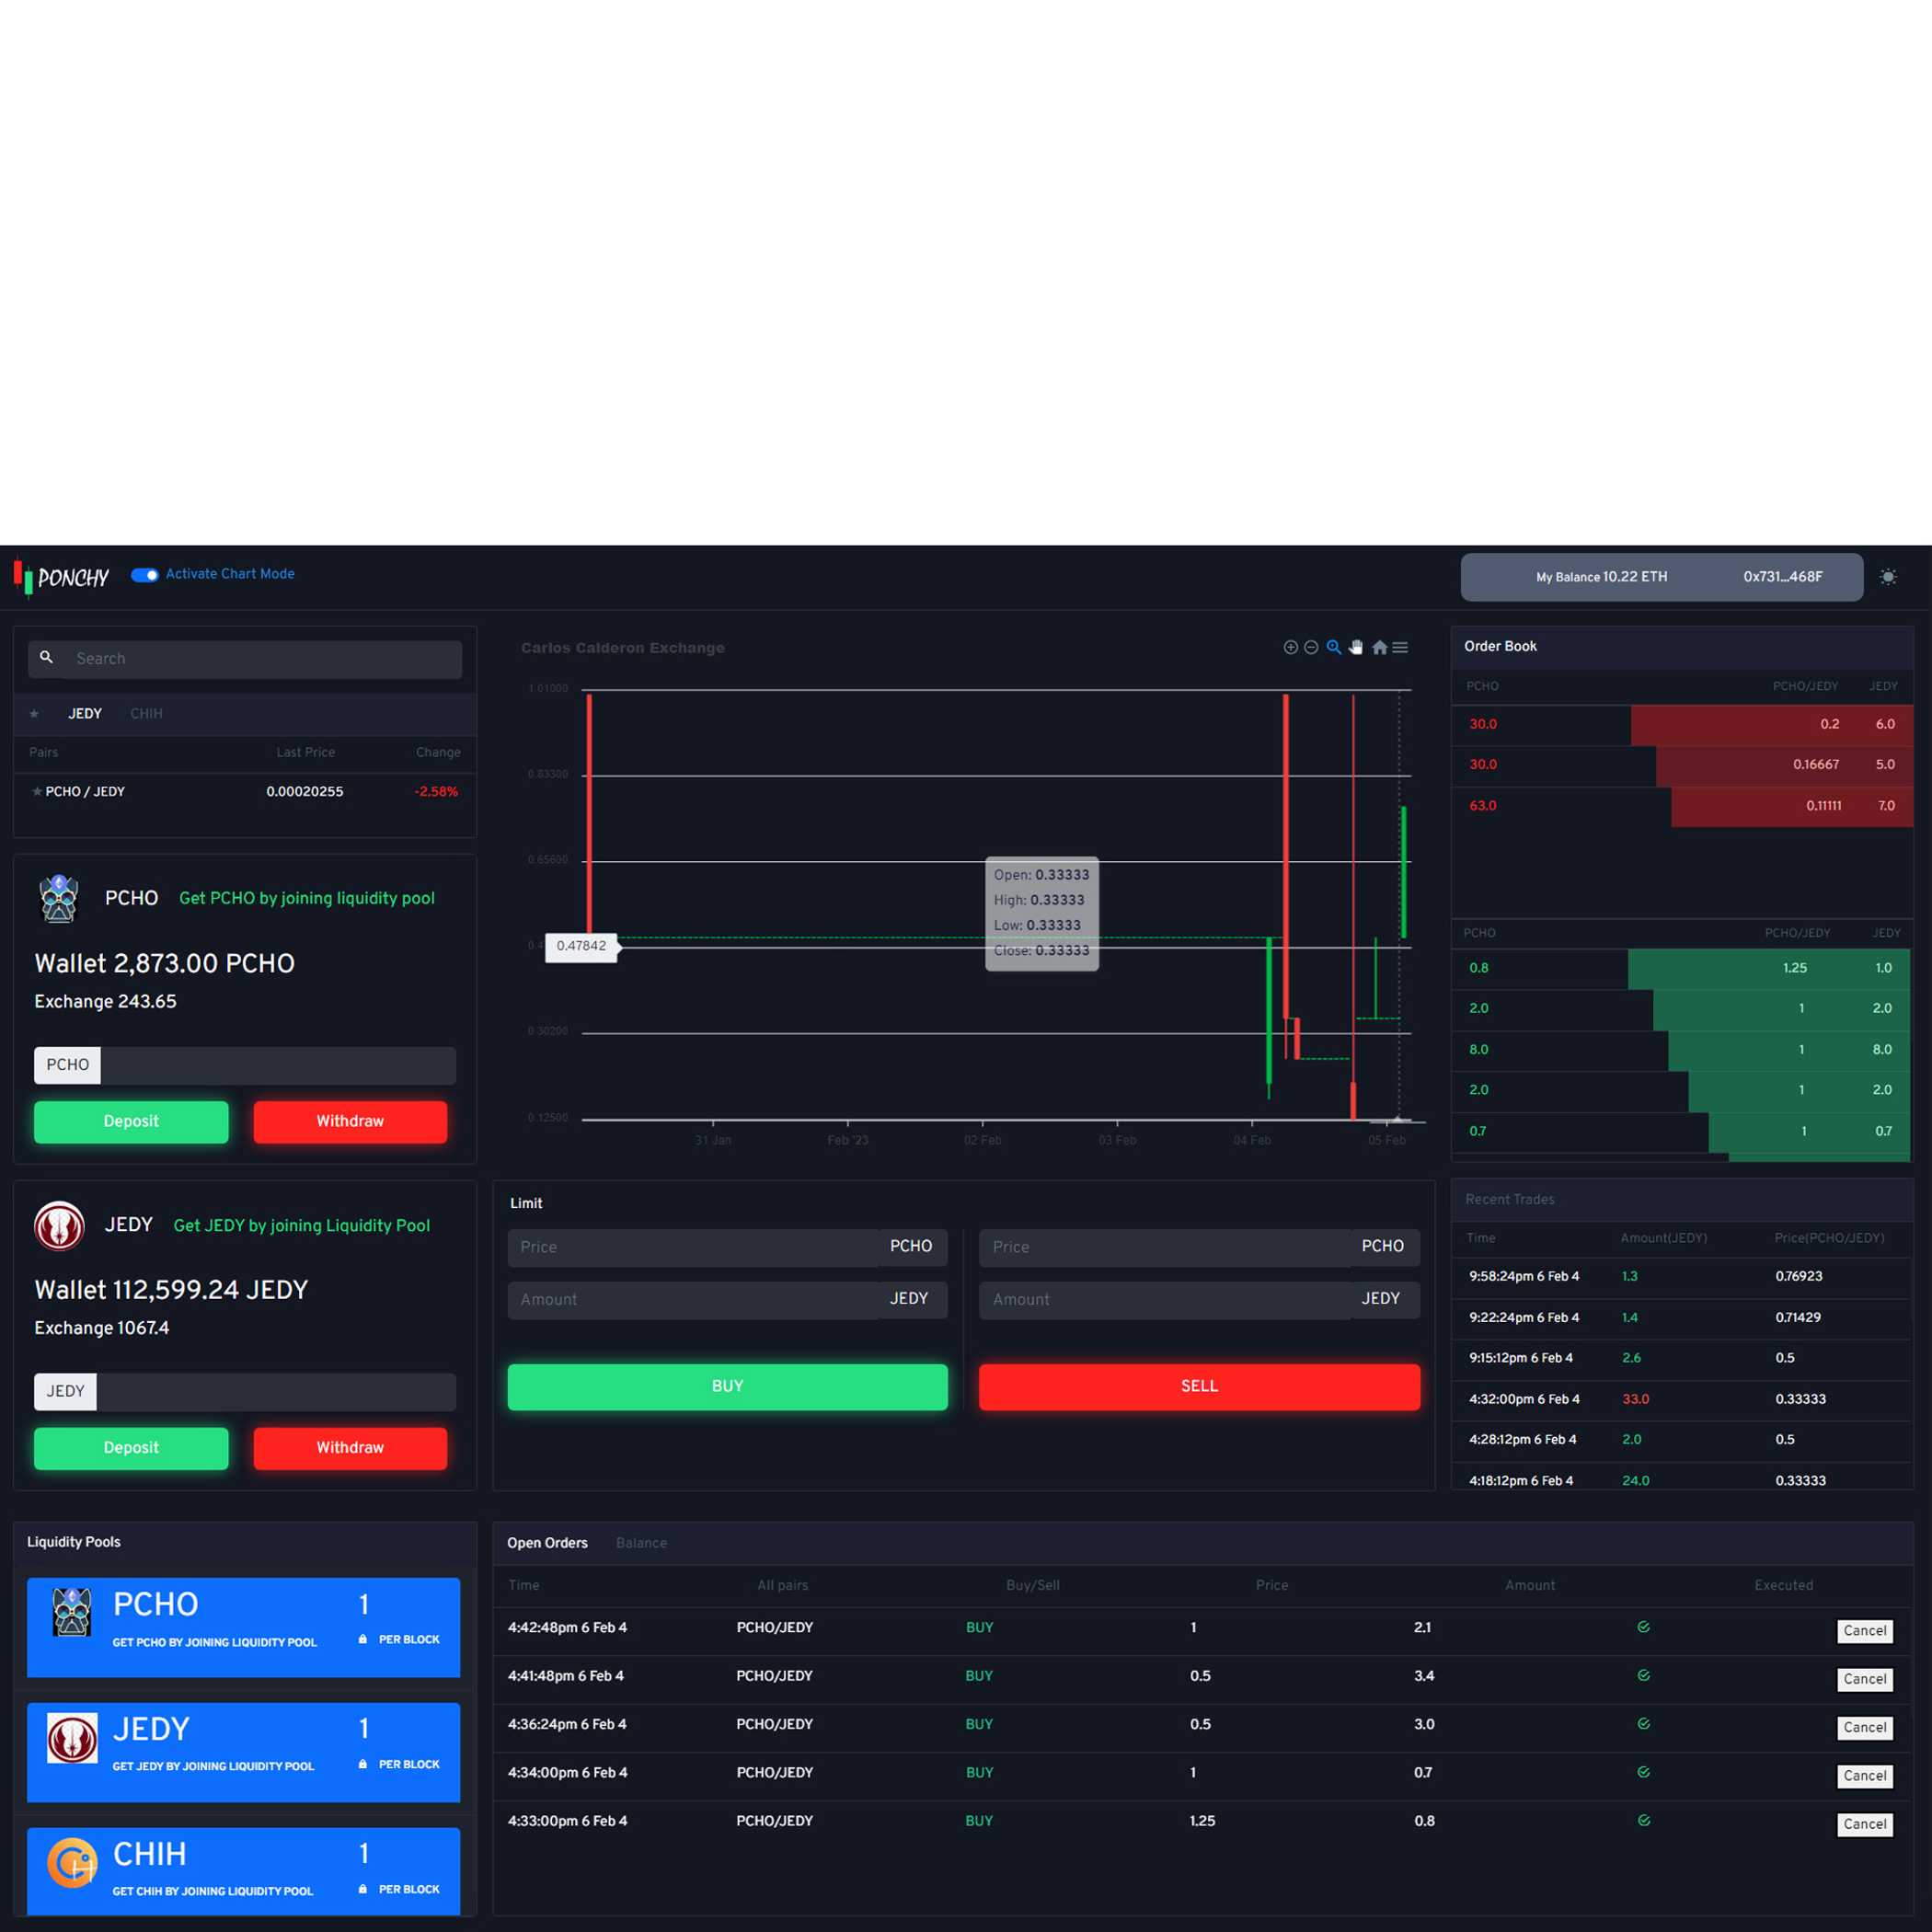 PONCHY
Activate Chart Mode
My Balance 10.22 ETH 0x731...468F
Search
JEDY CHIH
Pairs Last Price Change
PCHO / JEDY 0.00020255 -2.58%
PCHO Get PCHO by joining liquidity pool
Wallet 2,873.00 PCHO
Exchange 243.65
PCHO
Deposit Withdraw
JEDY Get JEDY by joining Liquidity Pool
Wallet 112,599.24 JEDY
Exchange 1067.4
JEDY
Deposit Withdraw
Carlos Calderon Exchange
1.01000
0.83300
0.65600
0.47842
0.30200
0.12500
Open: 0.33333
High: 0.33333
Low: 0.33333
Close: 0.33333
31 Jan Feb '23 02 Feb 03 Feb 04 Feb 05 Feb
Limit
Price PCHO Price PCHO
Amount JEDY Amount JEDY
BUY SELL
Order Book
PCHO PCHO/JEDY JEDY
30.0 0.2 6.0
30.0 0.16667 5.0
63.0 0.11111 7.0
PCHO PCHO/JEDY JEDY
0.8 1.25 1.0
2.0 1 2.0
8.0 1 8.0
2.0 1 2.0
0.7 1 0.7
Recent Trades
Time Amount(JEDY) Price(PCHO/JEDY)
9:58:24pm 6 Feb 4 1.3 0.76923
9:22:24pm 6 Feb 4 1.4 0.71429
9:15:12pm 6 Feb 4 2.6 0.5
4:32:00pm 6 Feb 4 33.0 0.33333
4:28:12pm 6 Feb 4 2.0 0.5
4:18:12pm 6 Feb 4 24.0 0.33333
Liquidity Pools
PCHO 1
GET PCHO BY JOINING LIQUIDITY POOL PER BLOCK
JEDY 1
GET JEDY BY JOINING LIQUIDITY POOL PER BLOCK
CHIH 1
GET CHIH BY JOINING LIQUIDITY POOL PER BLOCK
Open Orders Balance
Time All pairs Buy/Sell Price Amount Executed
4:42:48pm 6 Feb 4 PCHO/JEDY BUY 1 2.1 Cancel
4:41:48pm 6 Feb 4 PCHO/JEDY BUY 0.5 3.4 Cancel
4:36:24pm 6 Feb 4 PCHO/JEDY BUY 0.5 3.0 Cancel
4:34:00pm 6 Feb 4 PCHO/JEDY BUY 1 0.7 Cancel
4:33:00pm 6 Feb 4 PCHO/JEDY BUY 1.25 0.8 Cancel